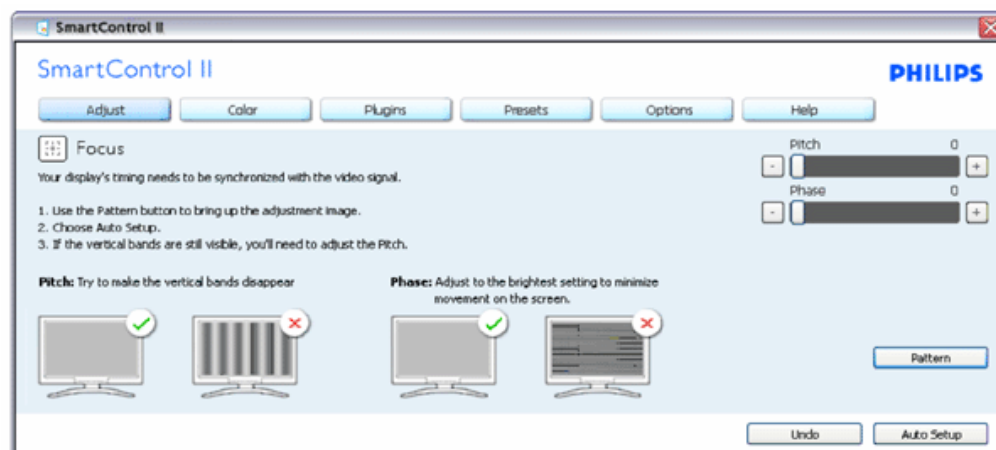 SmartControl II
SmartControl II
PHILIPS
Adjust Color Plugins Presets Options Help
Focus
Your display's timing needs to be synchronized with the video signal.
1. Use the Pattern button to bring up the adjustment image.
2. Choose Auto Setup.
3. If the vertical bands are still visible, you'll need to adjust the Pitch.
Pitch 0
- +
Phase 0
- +
Pitch: Try to make the vertical bands disappear
Phase: Adjust to the brightest setting to minimize
movement on the screen.
Pattern
Undo Auto Setup